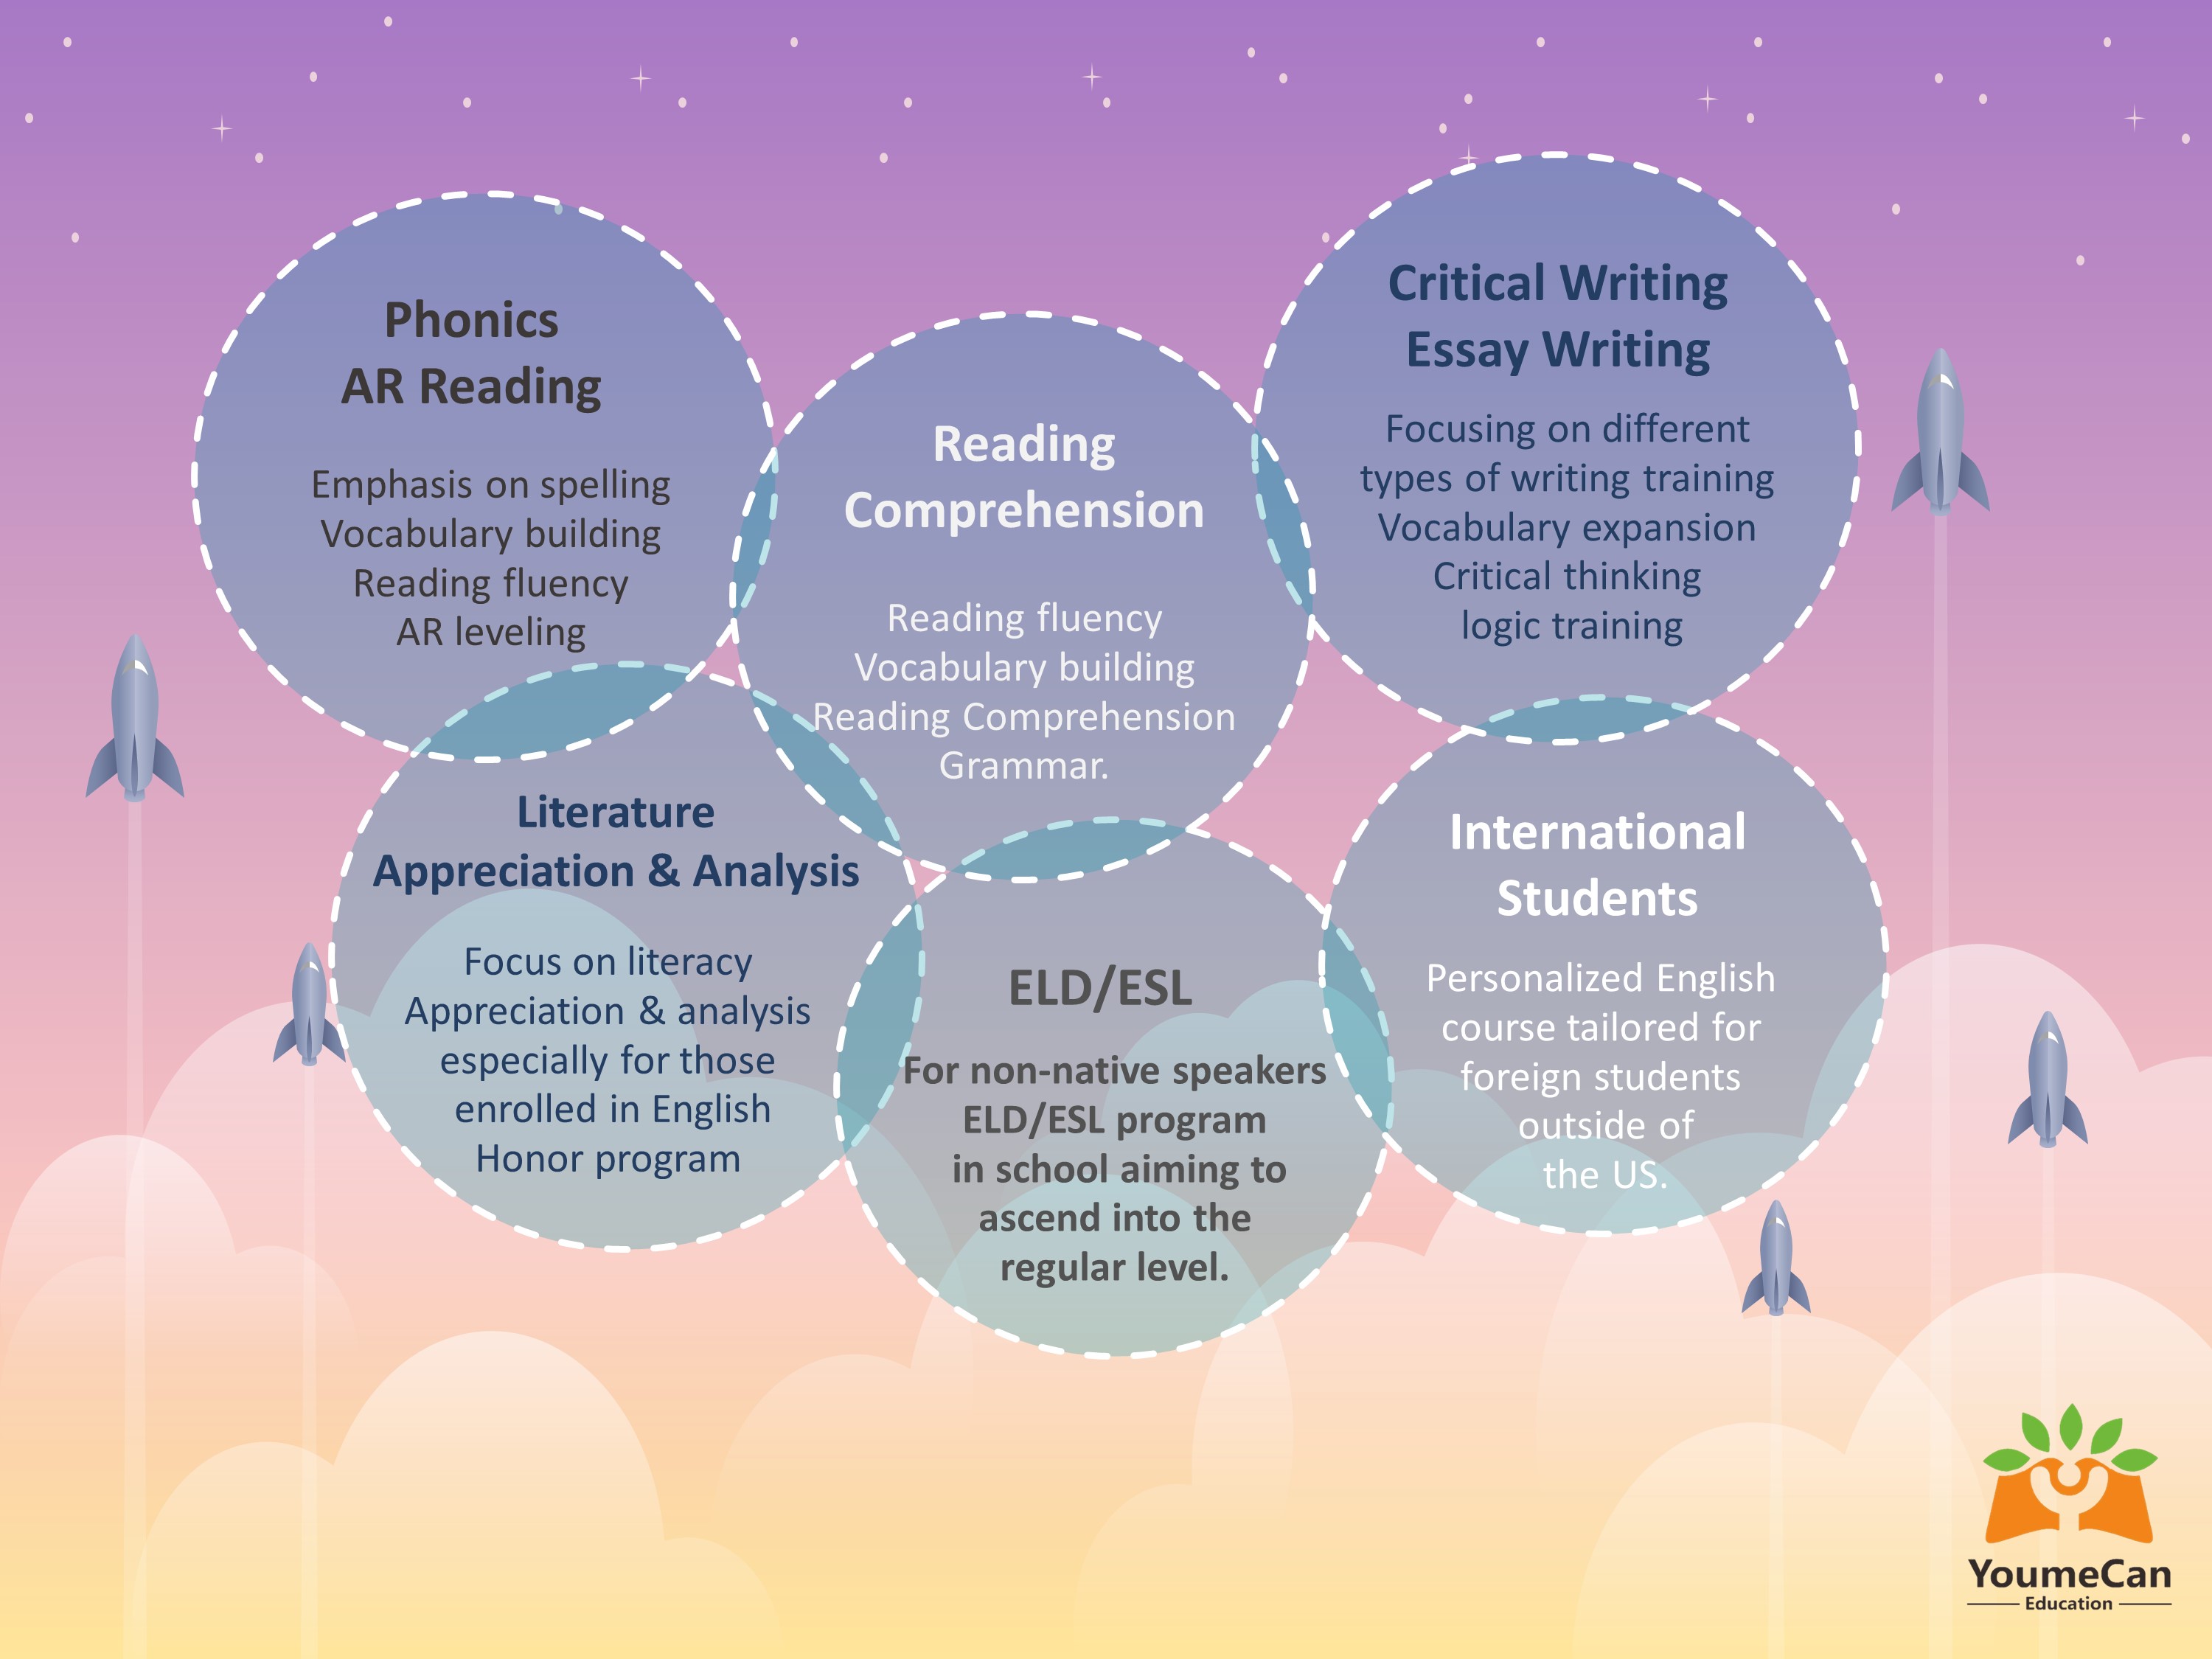 Phonics
AR Reading
Emphasis on spelling
Vocabulary building
Reading fluency
AR leveling
Reading
Comprehension
Reading fluency
Vocabulary building
Reading Comprehension
Grammar.
Critical Writing
Essay Writing
Focusing on different
types of writing training
Vocabulary expansion
Critical thinking
logic training
Literature
Appreciation & Analysis
Focus on literacy
Appreciation & analysis
especially for those
enrolled in English
Honor program
ELD/ESL
For non-native speakers
ELD/ESL program
in school aiming to
ascend into the
regular level.
International
Students
Personalized English
course tailored for
foreign students
outside of
the US.
YoumeCan
Education